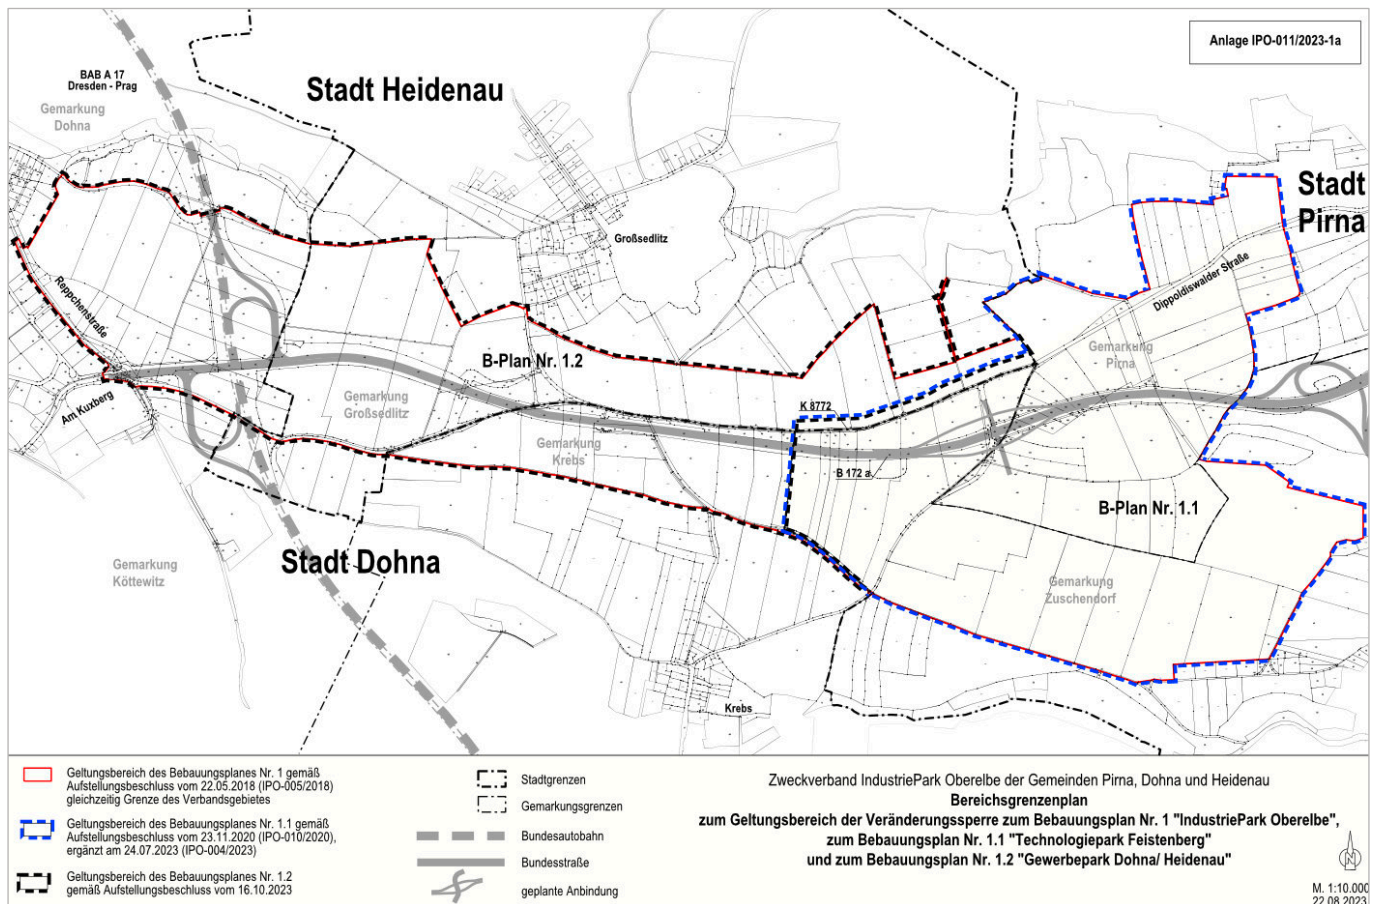 Anlage IPO-011/2023-1a
BAB A 17
Dresden - Prag
Stadt Heidenau
Gemarkung
Dohna
Stadt
Pirna
Großsedlitz
Dippoldiswalder Straße
Reppchenstraße
B-Plan Nr. 1.2
Gemarkung
Pirna
Gemarkung
Großsedlitz
Am Kuxberg
K 8772
Gemarkung
Krebs
B 172 a
B-Plan Nr. 1.1
Stadt Dohna
Gemarkung
Köttewitz
Gemarkung
Zuschendorf
Krebs
Geltungsbereich des Bebauungsplanes Nr. 1 gemäß
Aufstellungsbeschluss vom 22.05.2018 (IPO-005/2018)
gleichzeitig Grenze des Verbandsgebietes
Geltungsbereich des Bebauungsplanes Nr. 1.1 gemäß
Aufstellungsbeschluss vom 23.11.2020 (IPO-010/2020),
ergänzt am 24.07.2023 (IPO-004/2023)
Geltungsbereich des Bebauungsplanes Nr. 1.2
gemäß Aufstellungsbeschluss vom 16.10.2023
Stadtgrenzen
Gemarkungsgrenzen
Bundesautobahn
Bundesstraße
geplante Anbindung
Zweckverband IndustriePark Oberelbe der Gemeinden Pirna, Dohna und Heidenau
Bereichsgrenzenplan
zum Geltungsbereich der Veränderungssperre zum Bebauungsplan Nr. 1 "IndustriePark Oberelbe",
zum Bebauungsplan Nr. 1.1 "Technologiepark Feistenberg"
und zum Bebauungsplan Nr. 1.2 "Gewerbepark Dohna/ Heidenau"
N
M. 1:10.000
22.08.2023